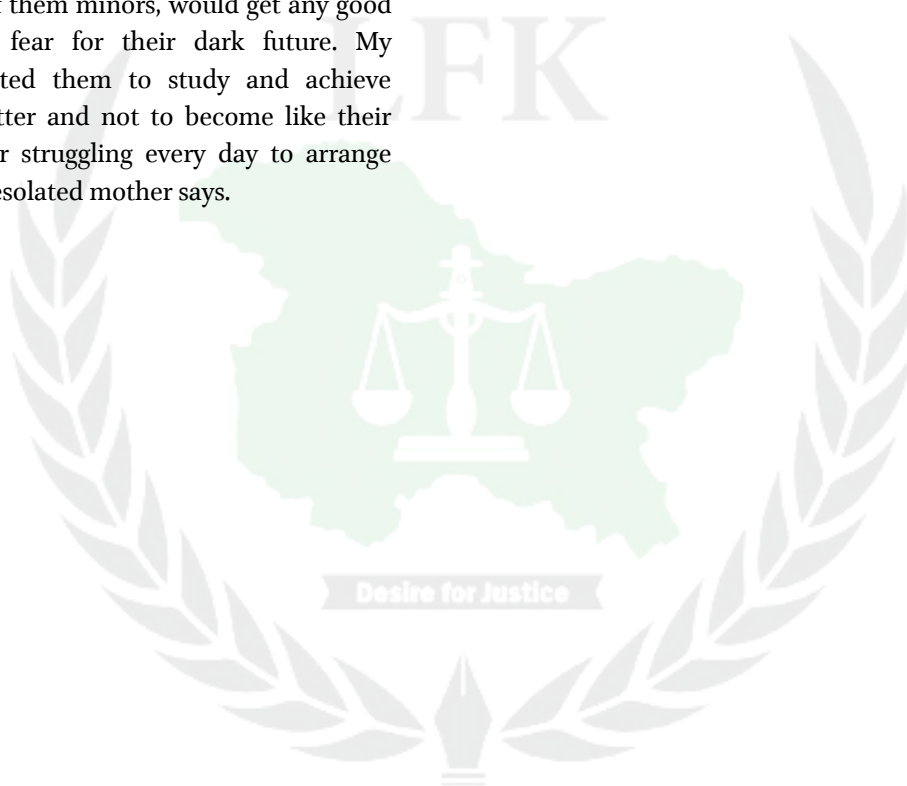 f them minors, would get any good
fear for their dark future. My
ted them to study and achieve
tter and not to become like their
r struggling every day to arrange
esolated mother says.
LFK
Desire for Justice